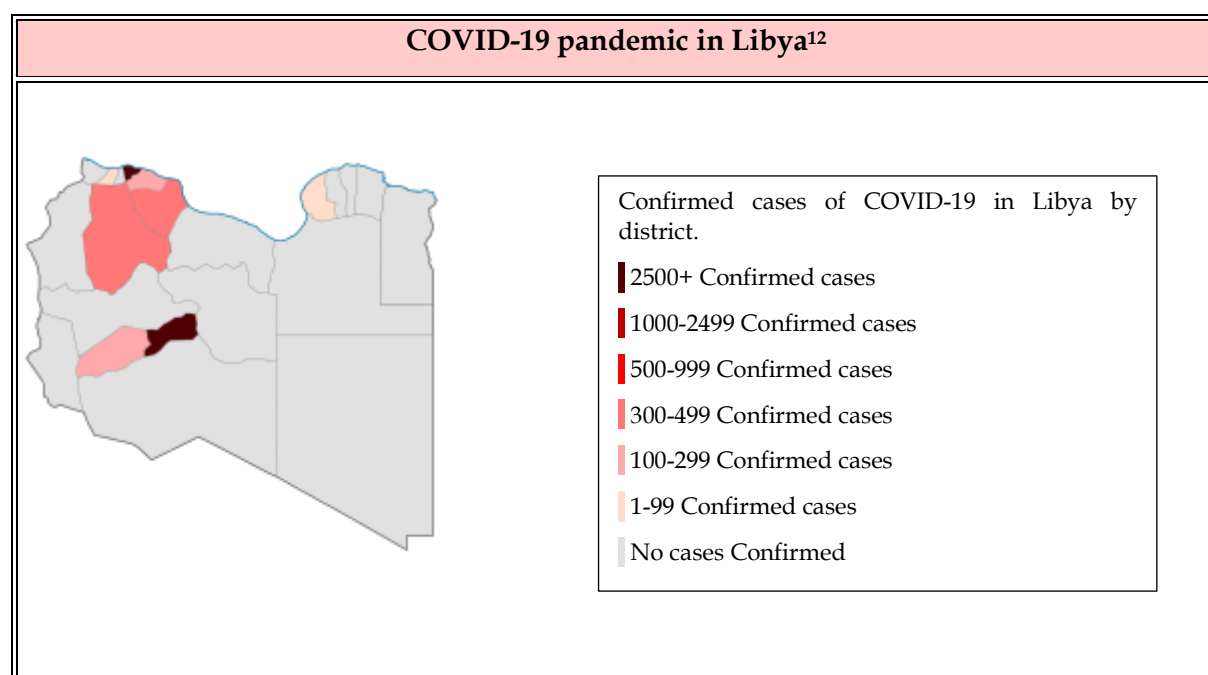 COVID-19 pandemic in Libya¹²
Confirmed cases of COVID-19 in Libya by
district.
2500+ Confirmed cases
1000-2499 Confirmed cases
500-999 Confirmed cases
300-499 Confirmed cases
100-299 Confirmed cases
1-99 Confirmed cases
No cases Confirmed